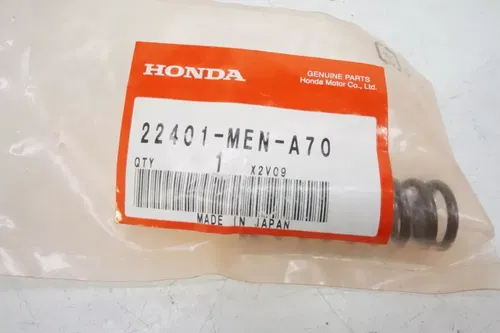 HONDA
GENUINE PARTS
Honda Motor Co., Ltd.
22401-MEN-A70
QTY 1 X2V09
MADE IN JAPAN